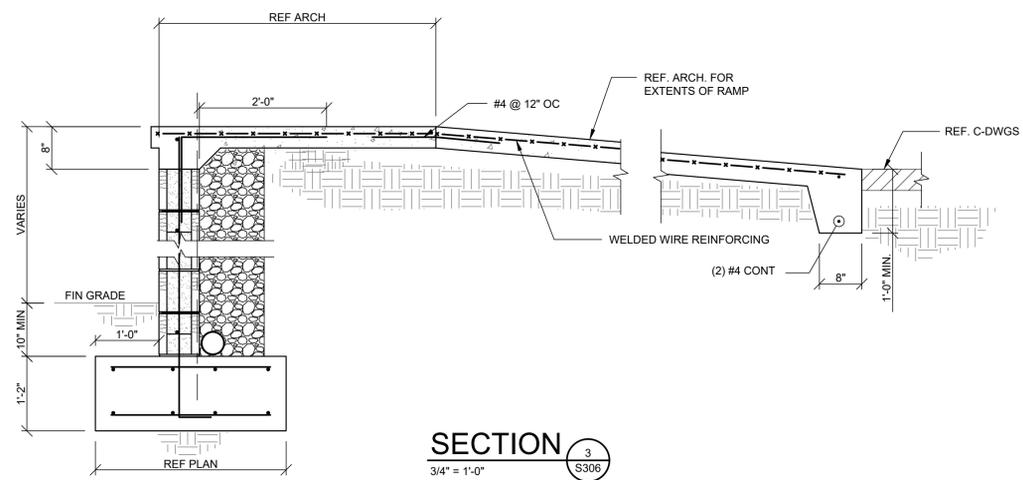 REF ARCH
REF. ARCH. FOR
EXTENTS OF RAMP
2'-0"
#4 @ 12" OC
REF. C-DWGS
8"
VARIES
WELDED WIRE REINFORCING
(2) #4 CONT
8"
1'-0" MIN.
FIN GRADE
10" MIN
1'-0"
1'-2"
REF PLAN
SECTION
3/4" = 1'-0"
3
S306